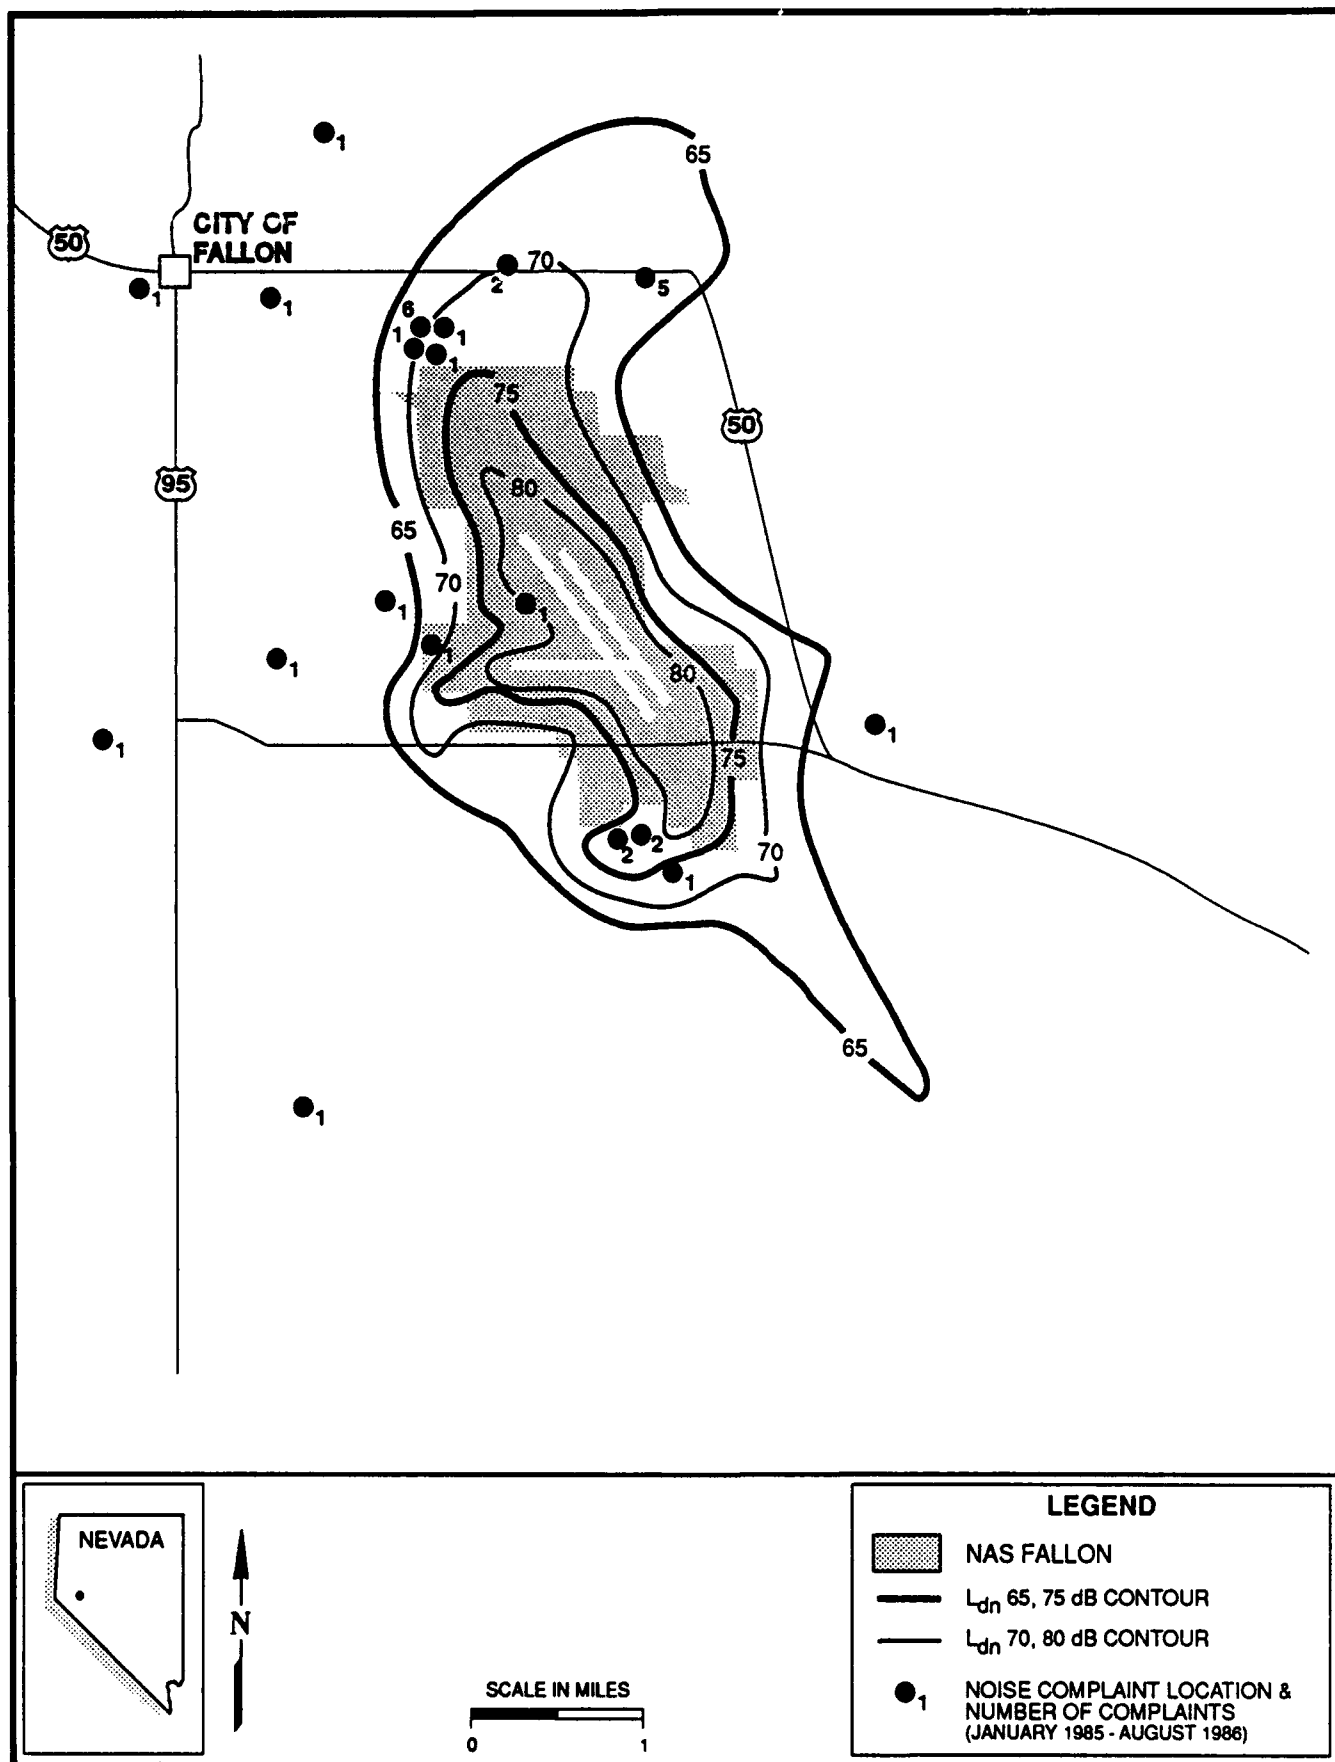 1
65
CITY OF
FALLON
50
1
1
2
70
5
6
1
1
1
75
50
95
80
65
70
1
1
1
1
80
1
1
75
2
2
70
1
65
1
NEVADA
N
SCALE IN MILES
0 1
LEGEND
NAS FALLON
Ldn 65, 75 dB CONTOUR
Ldn 70, 80 dB CONTOUR
1
NOISE COMPLAINT LOCATION &
NUMBER OF COMPLAINTS
(JANUARY 1985 - AUGUST 1986)